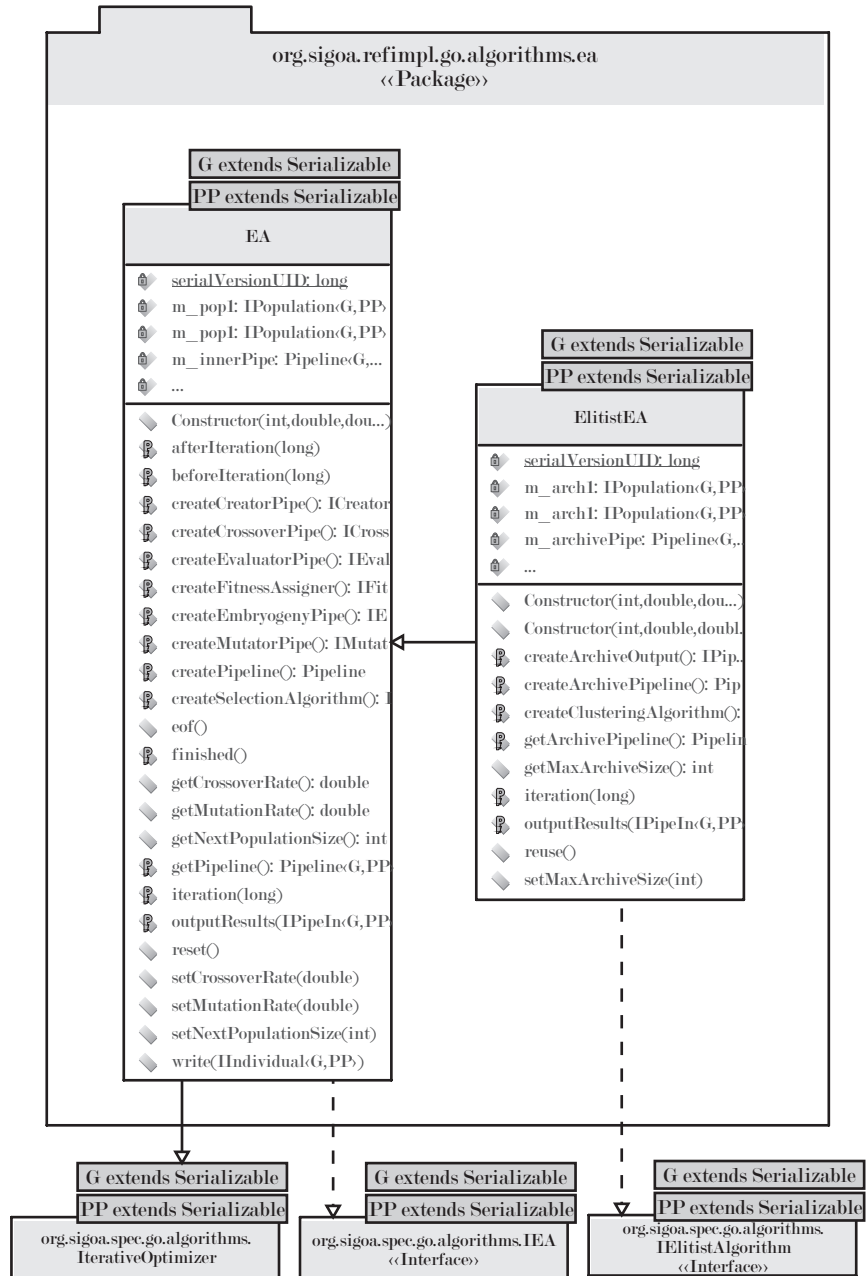 org.sigoa.refimpl.go.algorithms.ea
‹‹Package››
G extends Serializable
PP extends Serializable
EA
serialVersionUID: long
m_pop1: IPopulation‹G,PP›
m_pop1: IPopulation‹G,PP›
m_innerPipe: Pipeline‹G,...
...
Constructor(int,double,dou...)
afterIteration(long)
beforeIteration(long)
createCreatorPipe(): ICreator
createCrossoverPipe(): ICross
createEvaluatorPipe(): IEval
createFitnessAssigner(): IFit
createEmbryogenyPipe(): IE
createMutatorPipe(): IMutat
createPipeline(): Pipeline
createSelectionAlgorithm(): I
eof()
finished()
getCrossoverRate(): double
getMutationRate(): double
getNextPopulationSize(): int
getPipeline(): Pipeline‹G,PP›
iteration(long)
outputResults(IPipeIn‹G,PP›
reset()
setCrossoverRate(double)
setMutationRate(double)
setNextPopulationSize(int)
write(IIndividual‹G,PP›)
G extends Serializable
PP extends Serializable
ElitistEA
serialVersionUID: long
m_arch1: IPopulation‹G,PP›
m_arch1: IPopulation‹G,PP›
m_archivePipe: Pipeline‹G,..
...
Constructor(int,double,dou...)
Constructor(int,double,doubl.
createArchiveOutput(): IPip..
createArchivePipeline(): Pip
createClusteringAlgorithm():
getArchivePipeline(): Pipelin
getMaxArchiveSize(): int
iteration(long)
outputResults(IPipeIn‹G,PP›
reuse()
setMaxArchiveSize(int)
G extends Serializable
PP extends Serializable
org.sigoa.spec.go.algorithms.
IterativeOptimizer
G extends Serializable
PP extends Serializable
org.sigoa.spec.go.algorithms.IEA
‹‹Interface››
G extends Serializable
PP extends Serializable
org.sigoa.spec.go.algorithms.
IElitistAlgorithm
‹‹Interface››